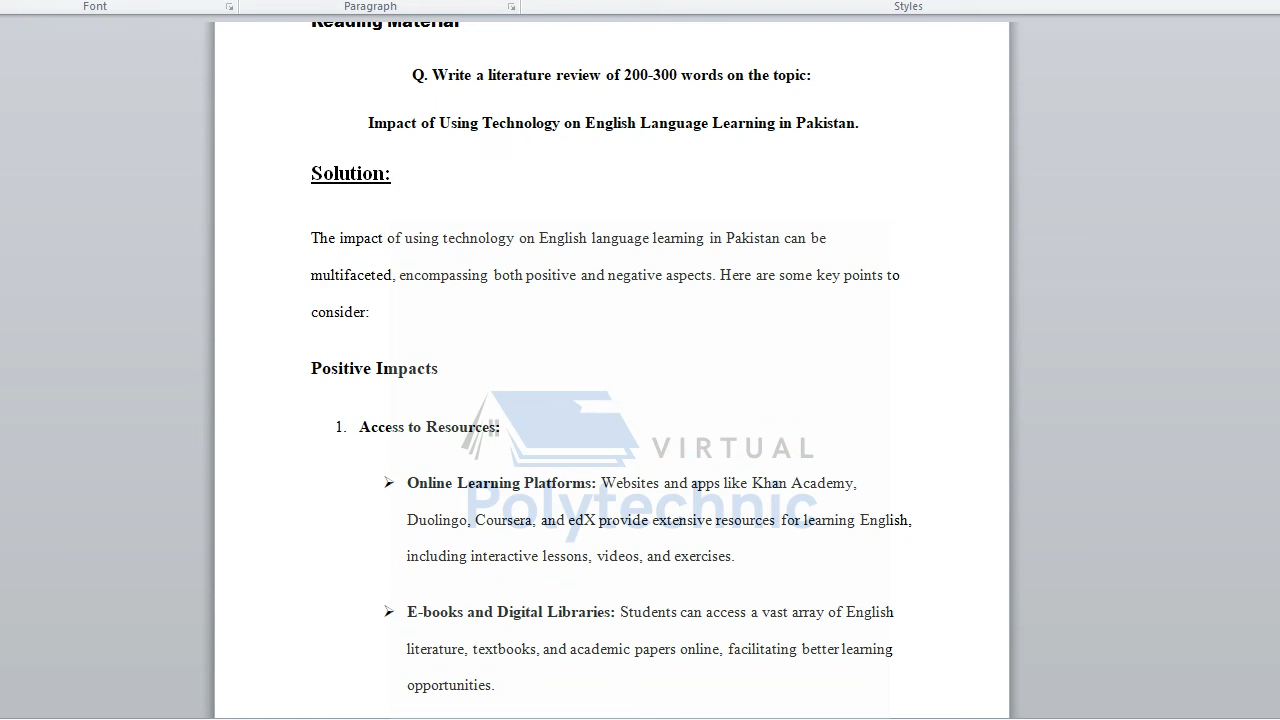 Font Paragraph Styles
Reading Material
Q. Write a literature review of 200-300 words on the topic:
Impact of Using Technology on English Language Learning in Pakistan.
Solution:
The impact of using technology on English language learning in Pakistan can be
multifaceted, encompassing both positive and negative aspects. Here are some key points to
consider:
Positive Impacts
1. Access to Resources:
VIRTUAL
➢ Online Learning Platforms: Websites and apps like Khan Academy,
Polytechnic
Duolingo, Coursera, and edX provide extensive resources for learning English,
including interactive lessons, videos, and exercises.
➢ E-books and Digital Libraries: Students can access a vast array of English
literature, textbooks, and academic papers online, facilitating better learning
opportunities.